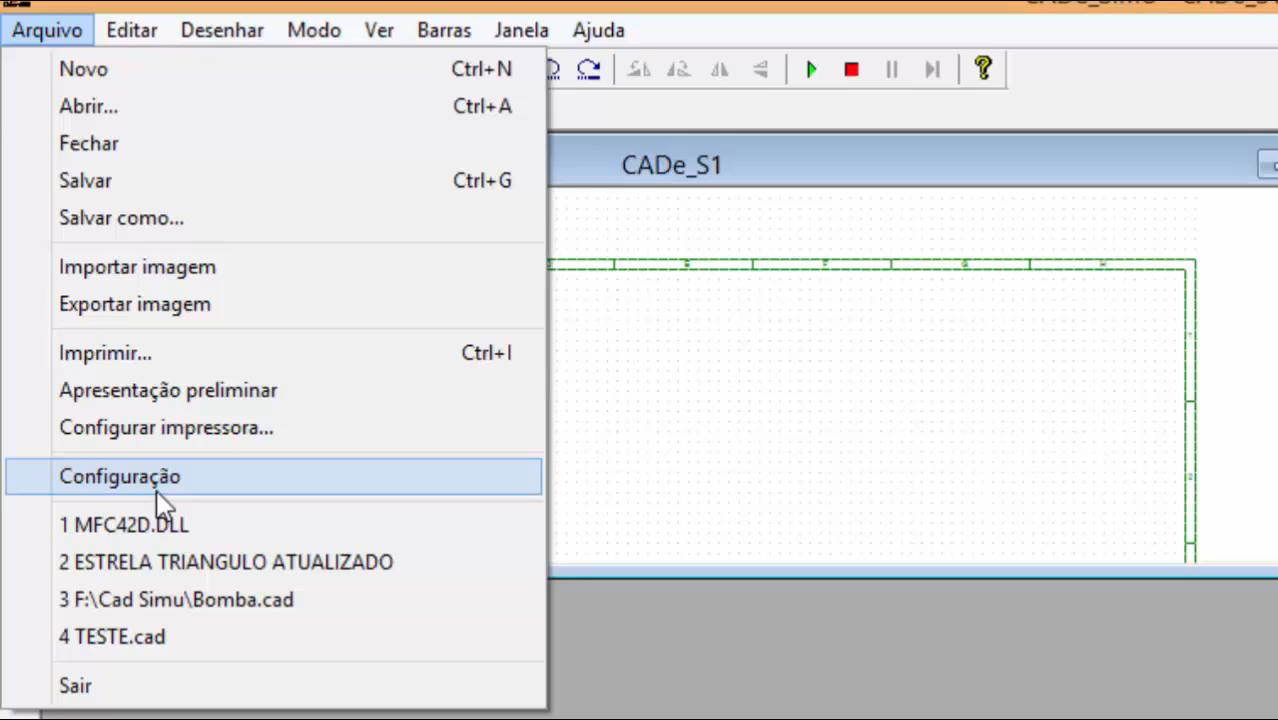 Arquivo Editar Desenhar Modo Ver Barras Janela Ajuda
Novo Ctrl+N
Abrir... Ctrl+A
Fechar
Salvar Ctrl+G
Salvar como...
Importar imagem
Exportar imagem
Imprimir... Ctrl+I
Apresentação preliminar
Configurar impressora...
Configuração
1 MFC42D.DLL
2 ESTRELA TRIANGULO ATUALIZADO
3 F:\Cad Simu\Bomba.cad
4 TESTE.cad
Sair
CADe_S1